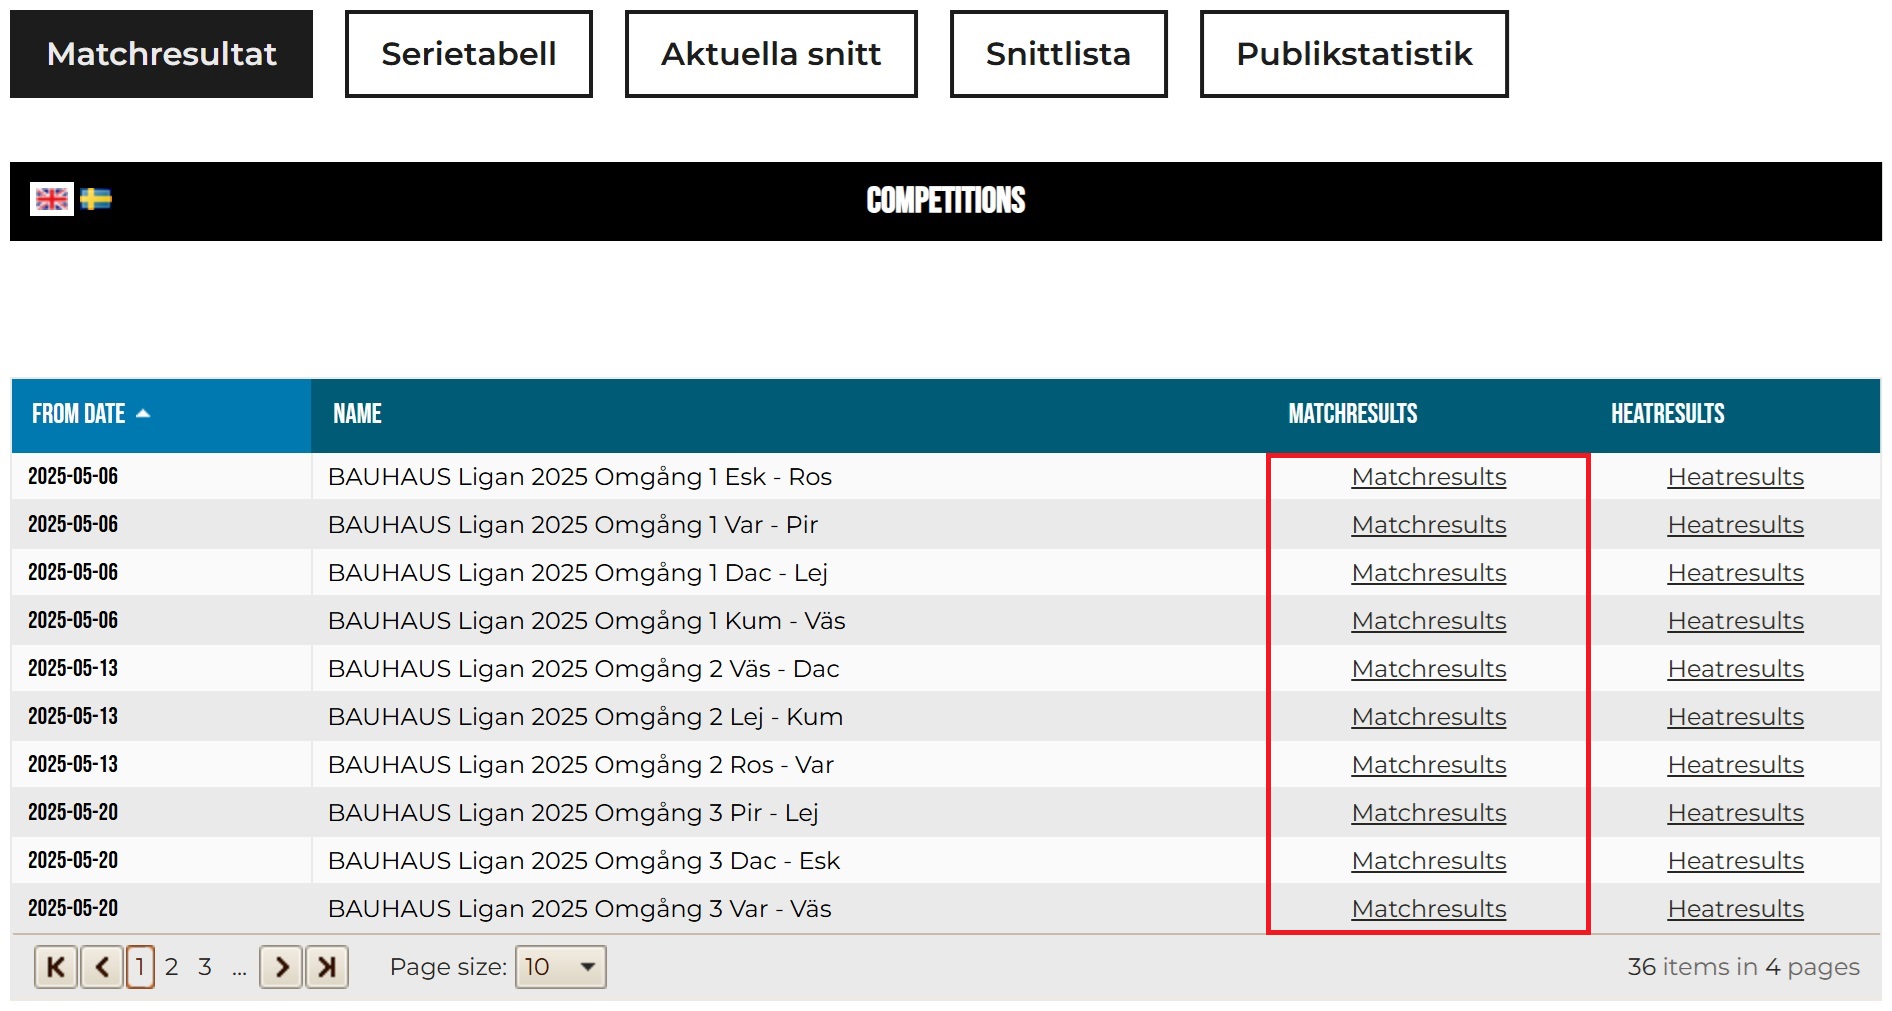 Matchresultat Serietabell Aktuella snitt Snittlista Publikstatistik
COMPETITIONS
FROM DATE NAME MATCHRESULTS HEATRESULTS
2025-05-06 BAUHAUS Ligan 2025 Omgång 1 Esk - Ros Matchresults Heatresults
2025-05-06 BAUHAUS Ligan 2025 Omgång 1 Var - Pir Matchresults Heatresults
2025-05-06 BAUHAUS Ligan 2025 Omgång 1 Dac - Lej Matchresults Heatresults
2025-05-06 BAUHAUS Ligan 2025 Omgång 1 Kum - Väs Matchresults Heatresults
2025-05-13 BAUHAUS Ligan 2025 Omgång 2 Väs - Dac Matchresults Heatresults
2025-05-13 BAUHAUS Ligan 2025 Omgång 2 Lej - Kum Matchresults Heatresults
2025-05-13 BAUHAUS Ligan 2025 Omgång 2 Ros - Var Matchresults Heatresults
2025-05-20 BAUHAUS Ligan 2025 Omgång 3 Pir - Lej Matchresults Heatresults
2025-05-20 BAUHAUS Ligan 2025 Omgång 3 Dac - Esk Matchresults Heatresults
2025-05-20 BAUHAUS Ligan 2025 Omgång 3 Var - Väs Matchresults Heatresults
1 2 3 ... Page size: 10 36 items in 4 pages